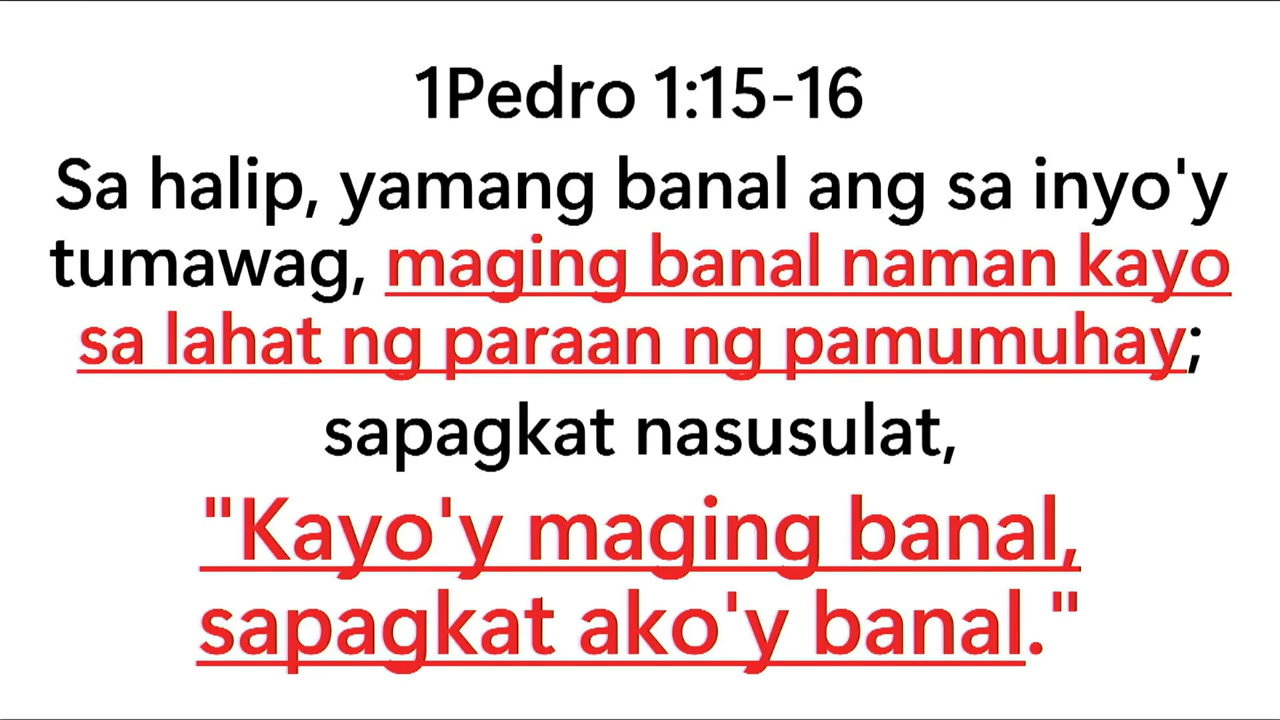 1Pedro 1:15-16
Sa halip, yamang banal ang sa inyo'y
tumawag, maging banal naman kayo
sa lahat ng paraan ng pamumuhay;
sapagkat nasusulat,
"Kayo'y maging banal,
sapagkat ako'y banal."